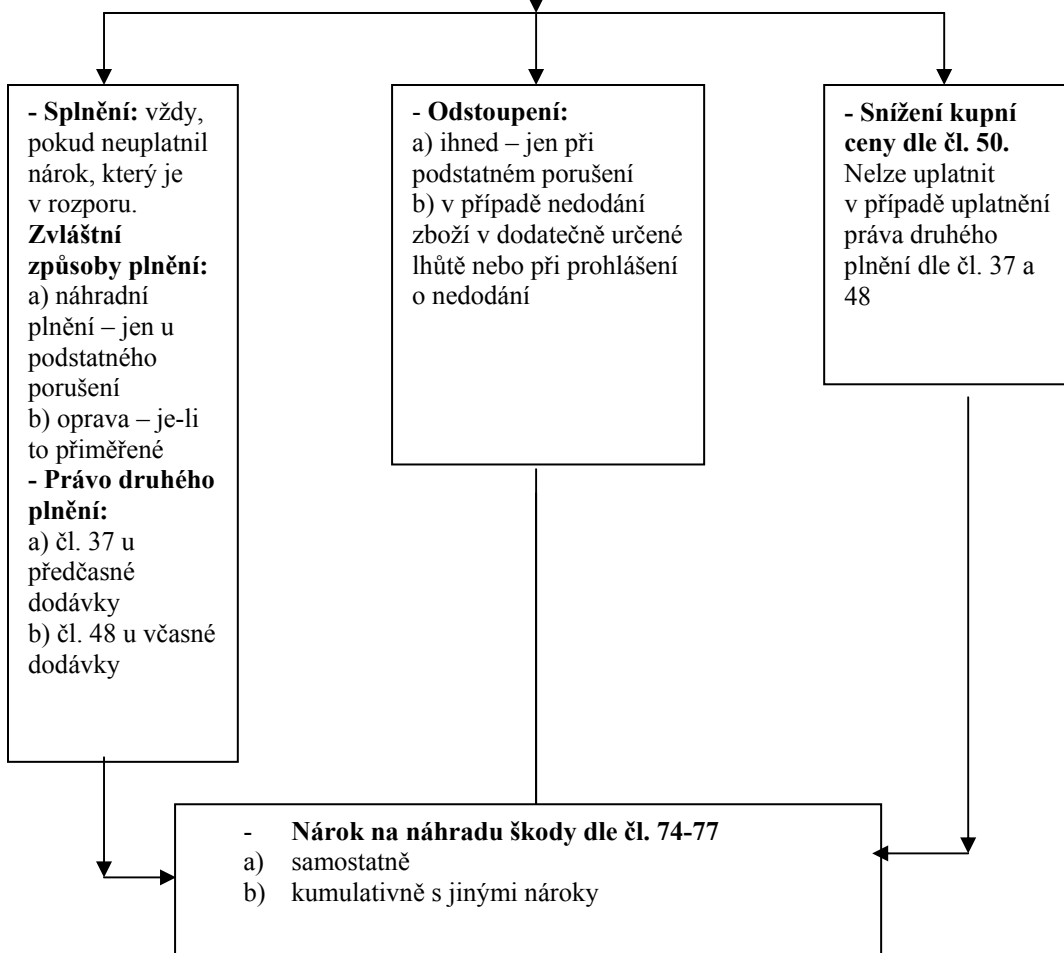 - Splnění: vždy,
pokud neuplatnil
nárok, který je
v rozporu.
Zvláštní
způsoby plnění:
a) náhradní
plnění – jen u
podstatného
porušení
b) oprava – je-li
to přiměřené
- Právo druhého
plnění:
a) čl. 37 u
předčasné
dodávky
b) čl. 48 u včasné
dodávky
- Odstoupení:
a) ihned – jen při
podstatném porušení
b) v případě nedodání
zboží v dodatečně určené
lhůtě nebo při prohlášení
o nedodání
- Snížení kupní
ceny dle čl. 50.
Nelze uplatnit
v případě uplatnění
práva druhého
plnění dle čl. 37 a
48
- Nárok na náhradu škody dle čl. 74-77
a) samostatně
b) kumulativně s jinými nároky